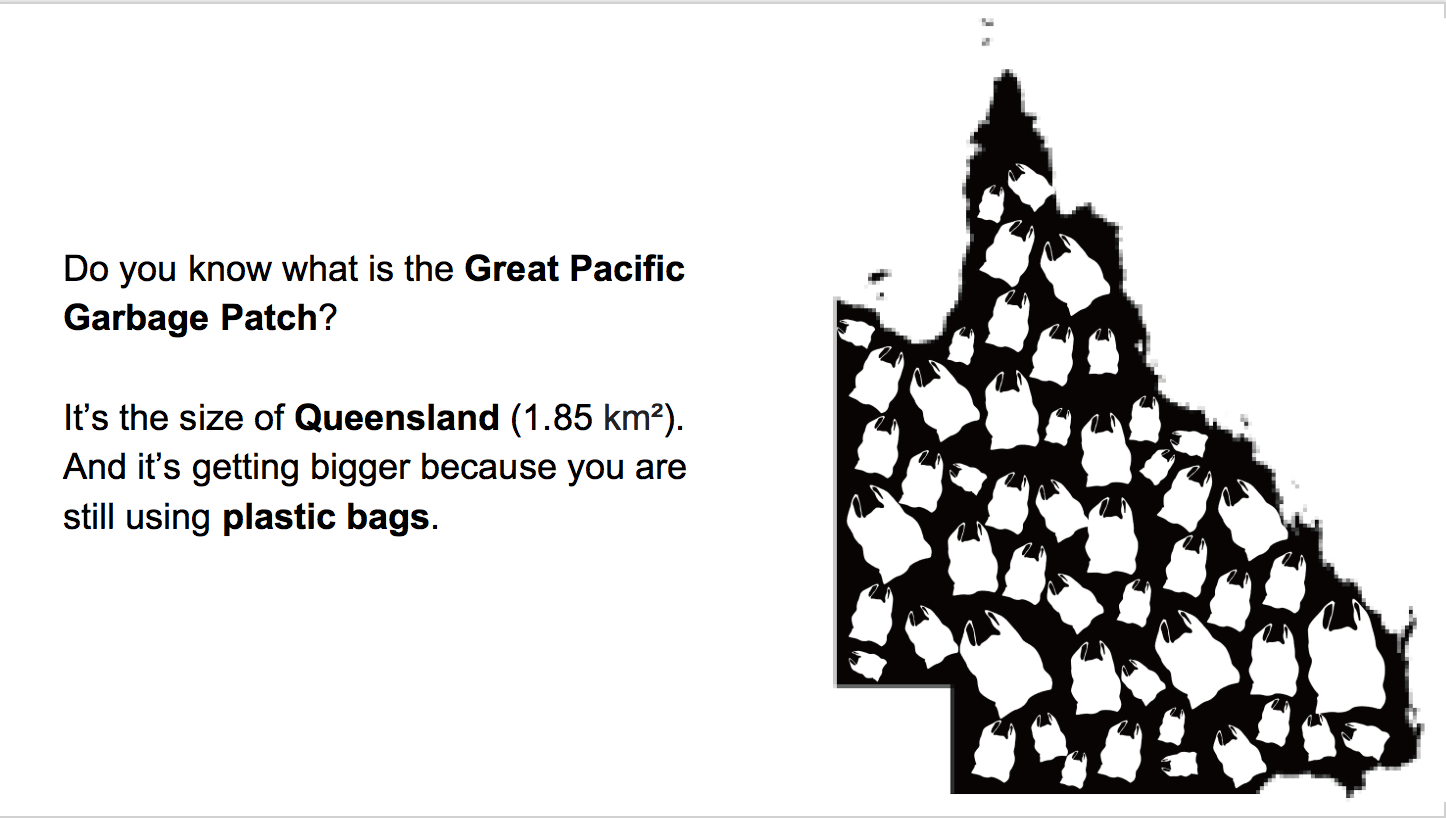 Do you know what is the Great Pacific
Garbage Patch?
It’s the size of Queensland (1.85 km²).
And it’s getting bigger because you are
still using plastic bags.